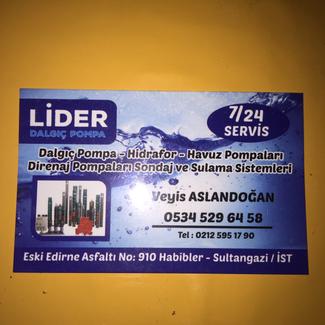 LİDER
DALGIÇ POMPA
7/24
SERVİS
Dalgıç Pompa - Hidrafor - Havuz Pompaları
Direnaj Pompaları Sondaj ve Sulama Sistemleri
Veyis ASLANDOĞAN
0534 529 64 58
Tel : 0212 595 17 90
Eski Edirne Asfaltı No: 910 Habibler - Sultangazi / İST